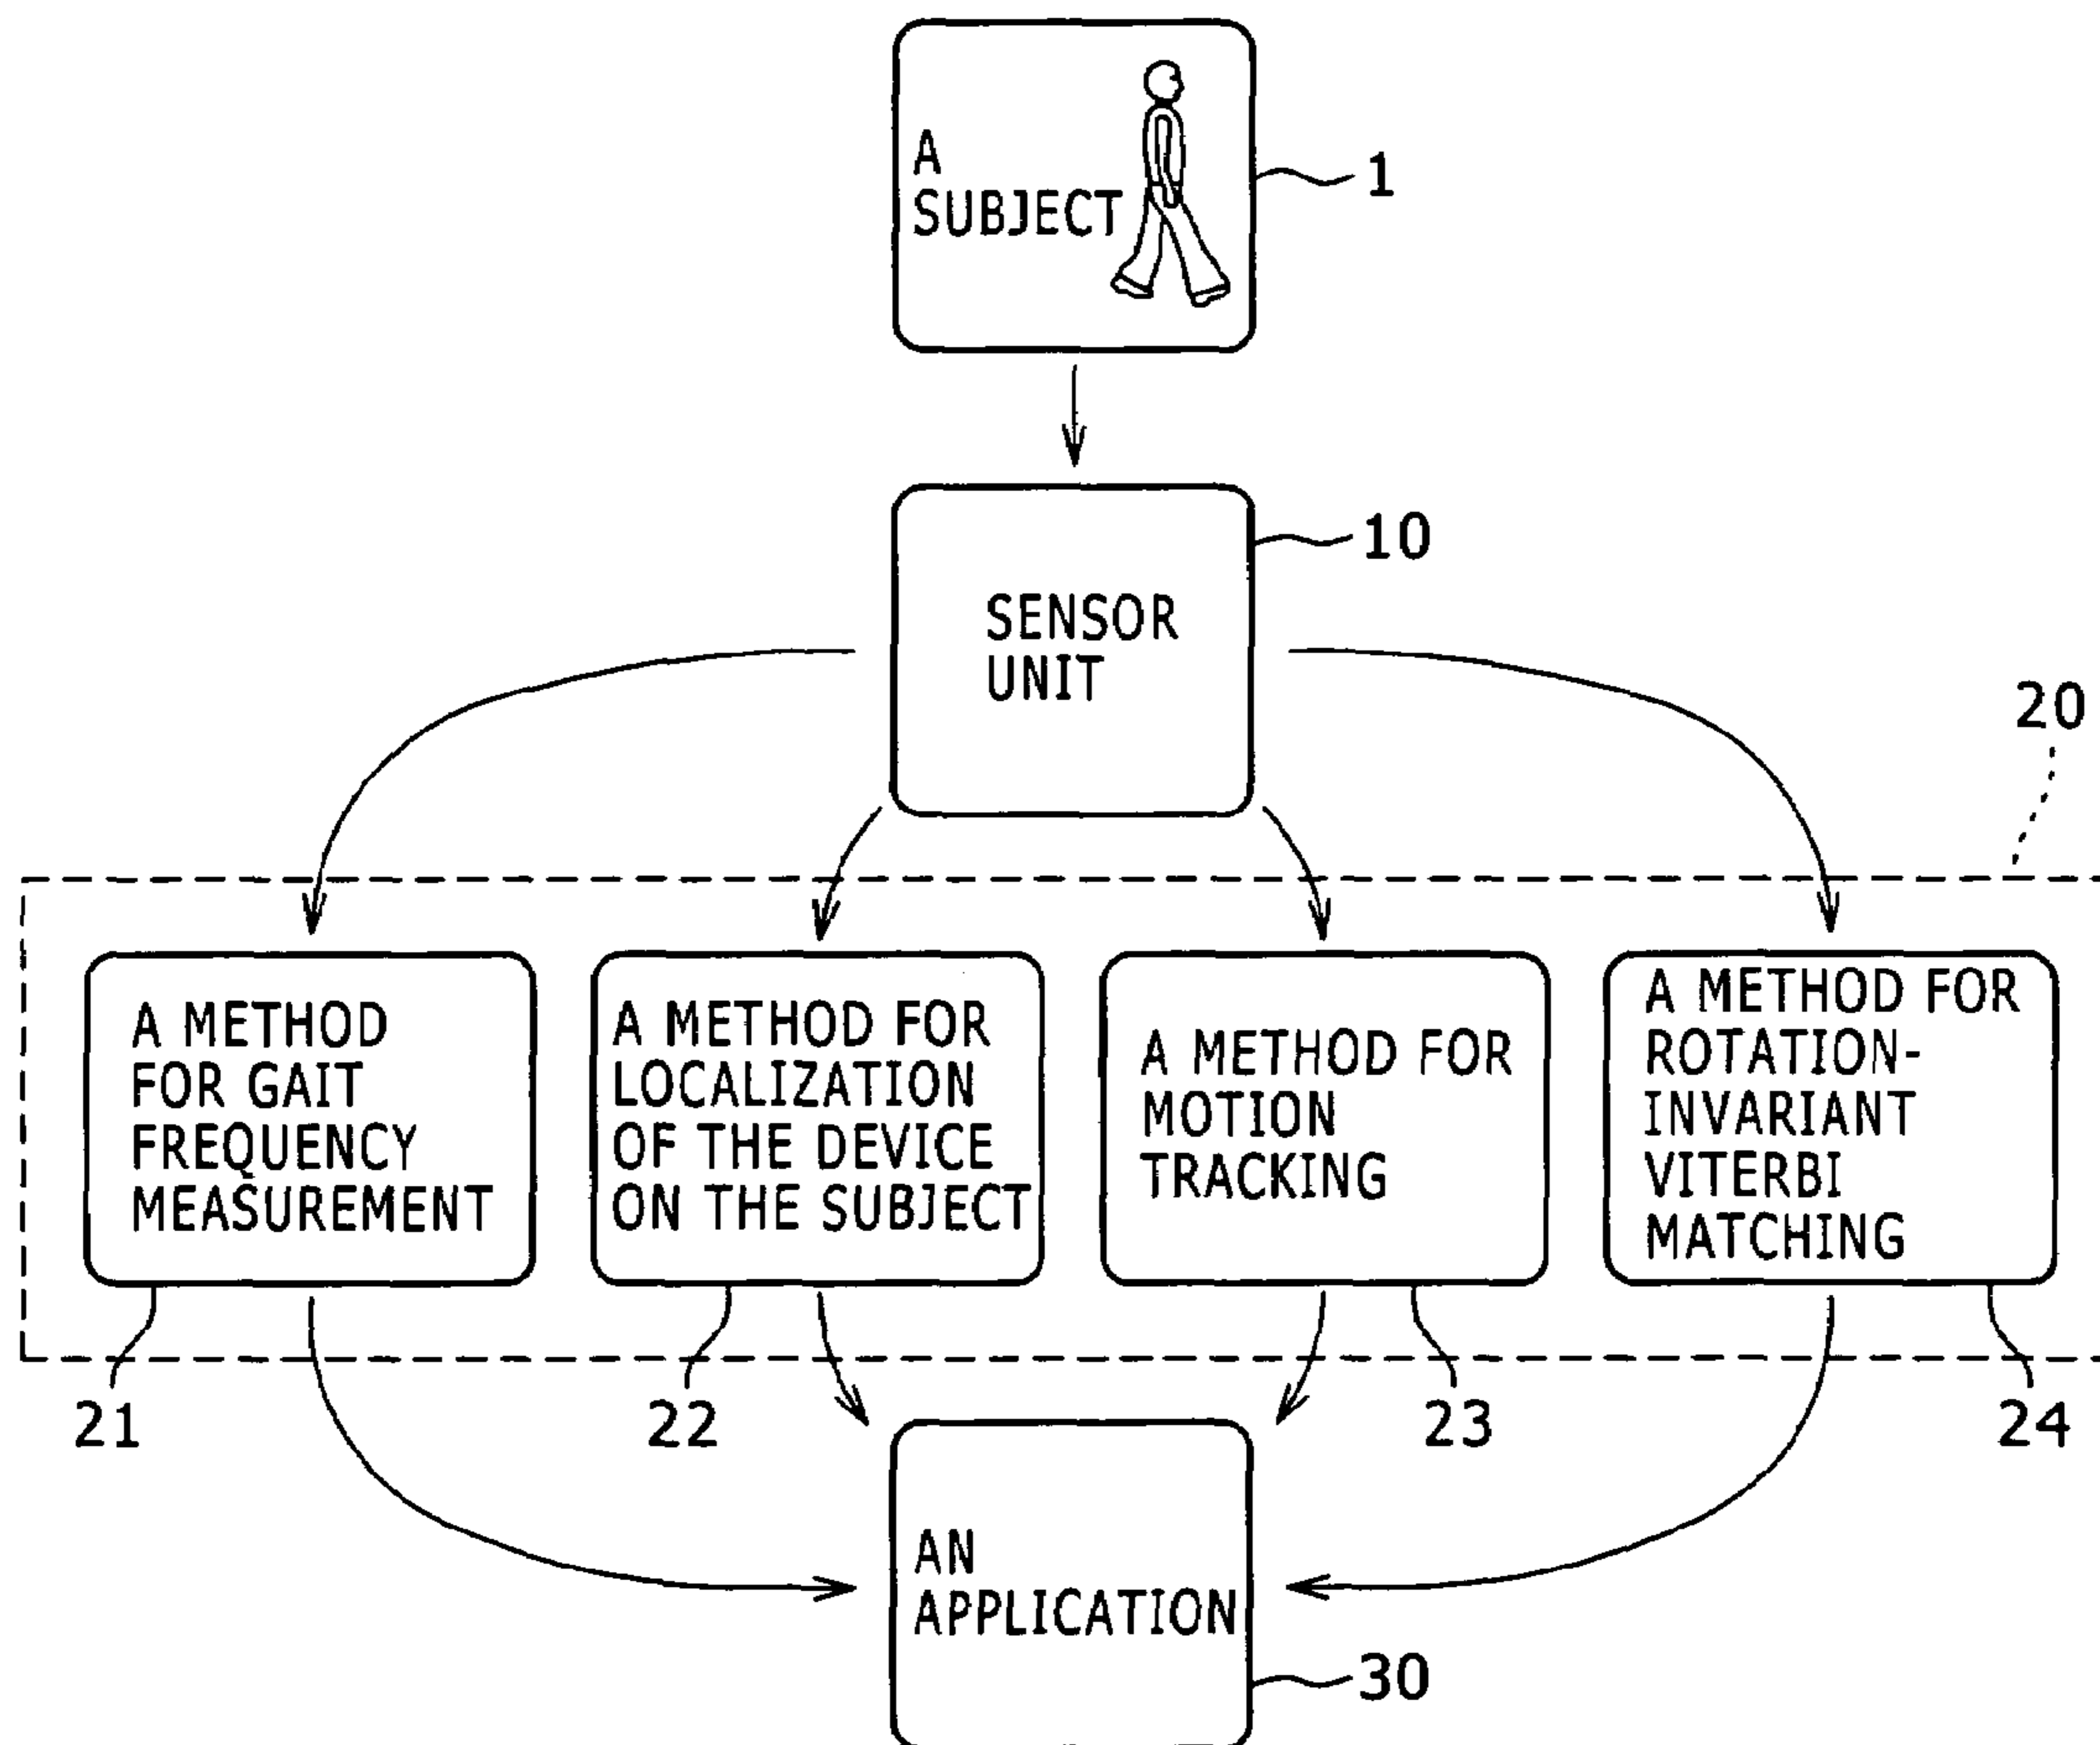 A
SUBJECT
1
10
SENSOR
UNIT
20
A METHOD
FOR GAIT
FREQUENCY
MEASUREMENT
A METHOD FOR
LOCALIZATION
OF THE DEVICE
ON THE SUBJECT
A METHOD FOR
MOTION
TRACKING
A METHOD FOR
ROTATION-
INVARIANT
VITERBI
MATCHING
21
22
23
24
AN
APPLICATION
30